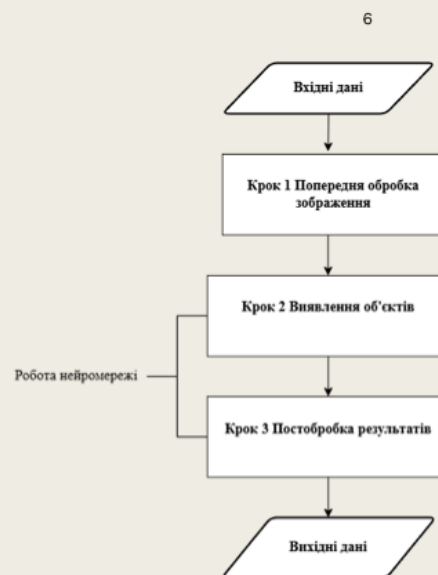 6
Вхідні дані
Крок 1 Попередня обробка
зображення
Крок 2 Виявлення об'єктів
Робота нейромережі
Крок 3 Постобробка результатів
Вихідні дані